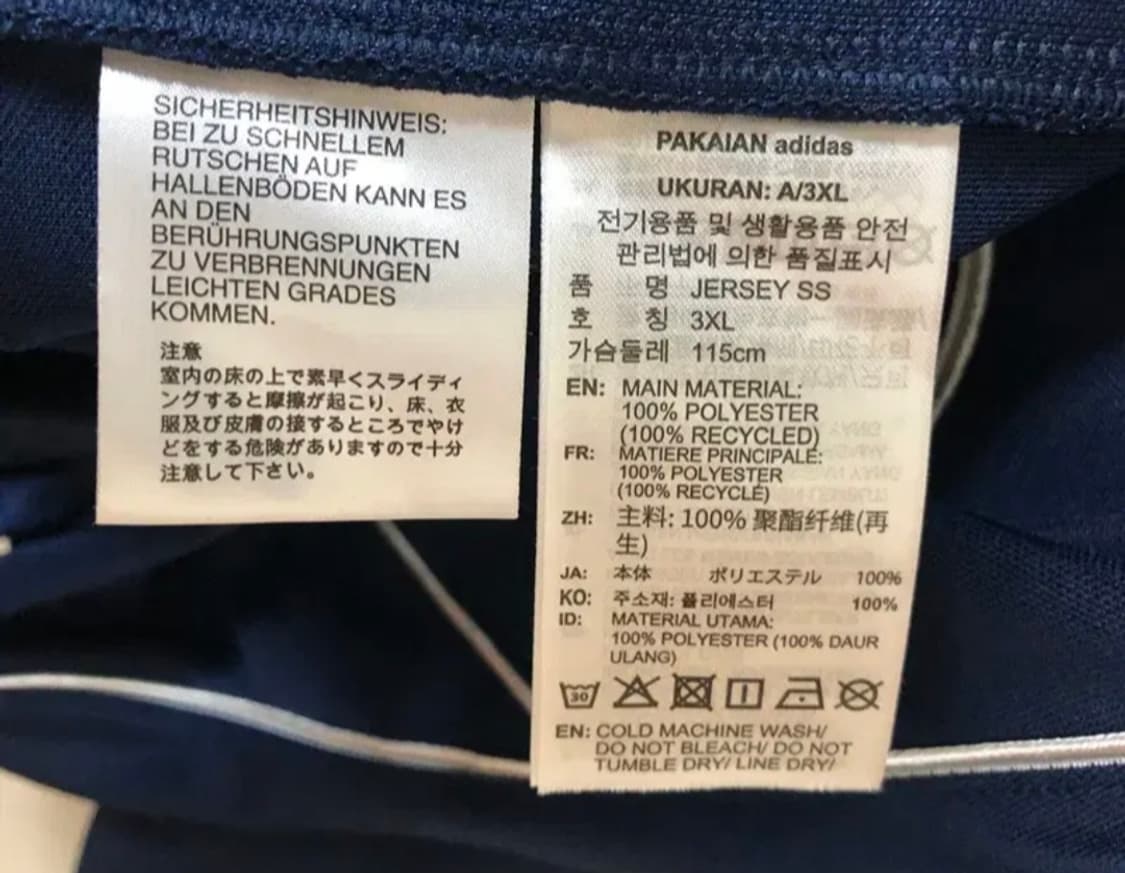 SICHERHEITSHINWEIS:
BEI ZU SCHNELLEM
RUTSCHEN AUF
HALLENBÖDEN KANN ES
AN DEN
BERÜHRUNGSPUNKTEN
ZU VERBRENNUNGEN
LEICHTEN GRADES
KOMMEN.
注意
室内の床の上で素早くスライディ
ングすると摩擦が起こり、床、衣
服及び皮膚の接するところでやけ
どをする危険がありますので十分
注意して下さい。
PAKAIAN adidas
UKURAN: A/3XL
전기용품 및 생활용품 안전
관리법에 의한 품질표시
품 명 JERSEY SS
호 칭 3XL
가슴둘레 115cm
EN: MAIN MATERIAL:
100% POLYESTER
(100% RECYCLED)
FR: MATIERE PRINCIPALE:
100% POLYESTER
(100% RECYCLÉ)
ZH: 主料: 100% 聚酯纤维(再
生)
JA: 本体 ポリエステル 100%
KO: 주소재: 폴리에스터 100%
ID: MATERIAL UTAMA:
100% POLYESTER (100% DAUR
ULANG)
30
EN: COLD MACHINE WASH/
DO NOT BLEACH/ DO NOT
TUMBLE DRY/ LINE DRY/